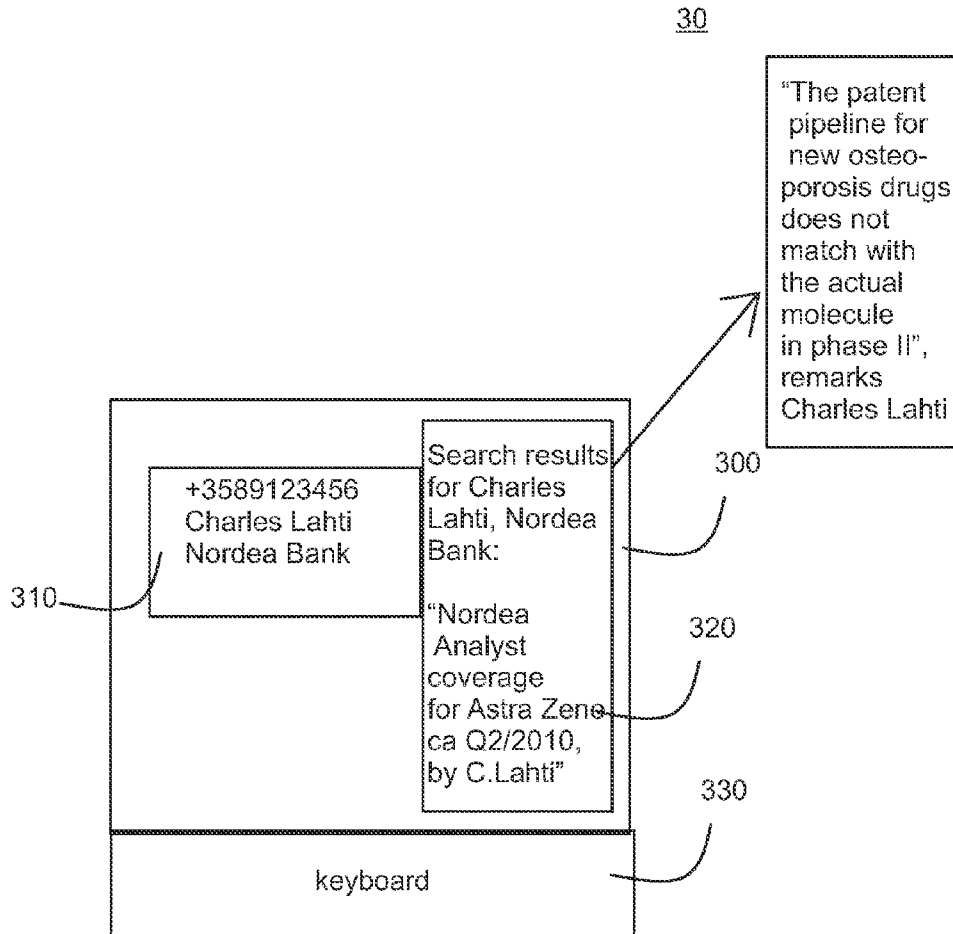 30
“The patent
pipeline for
new osteo-
porosis drugs
does not
match with
the actual
molecule
in phase II”,
remarks
Charles Lahti
+3589123456
Charles Lahti
Nordea Bank
Search results
for Charles
Lahti, Nordea
Bank:
“Nordea
Analyst
coverage
for Astra Zene
ca Q2/2010,
by C.Lahti”
300
310
320
330
keyboard